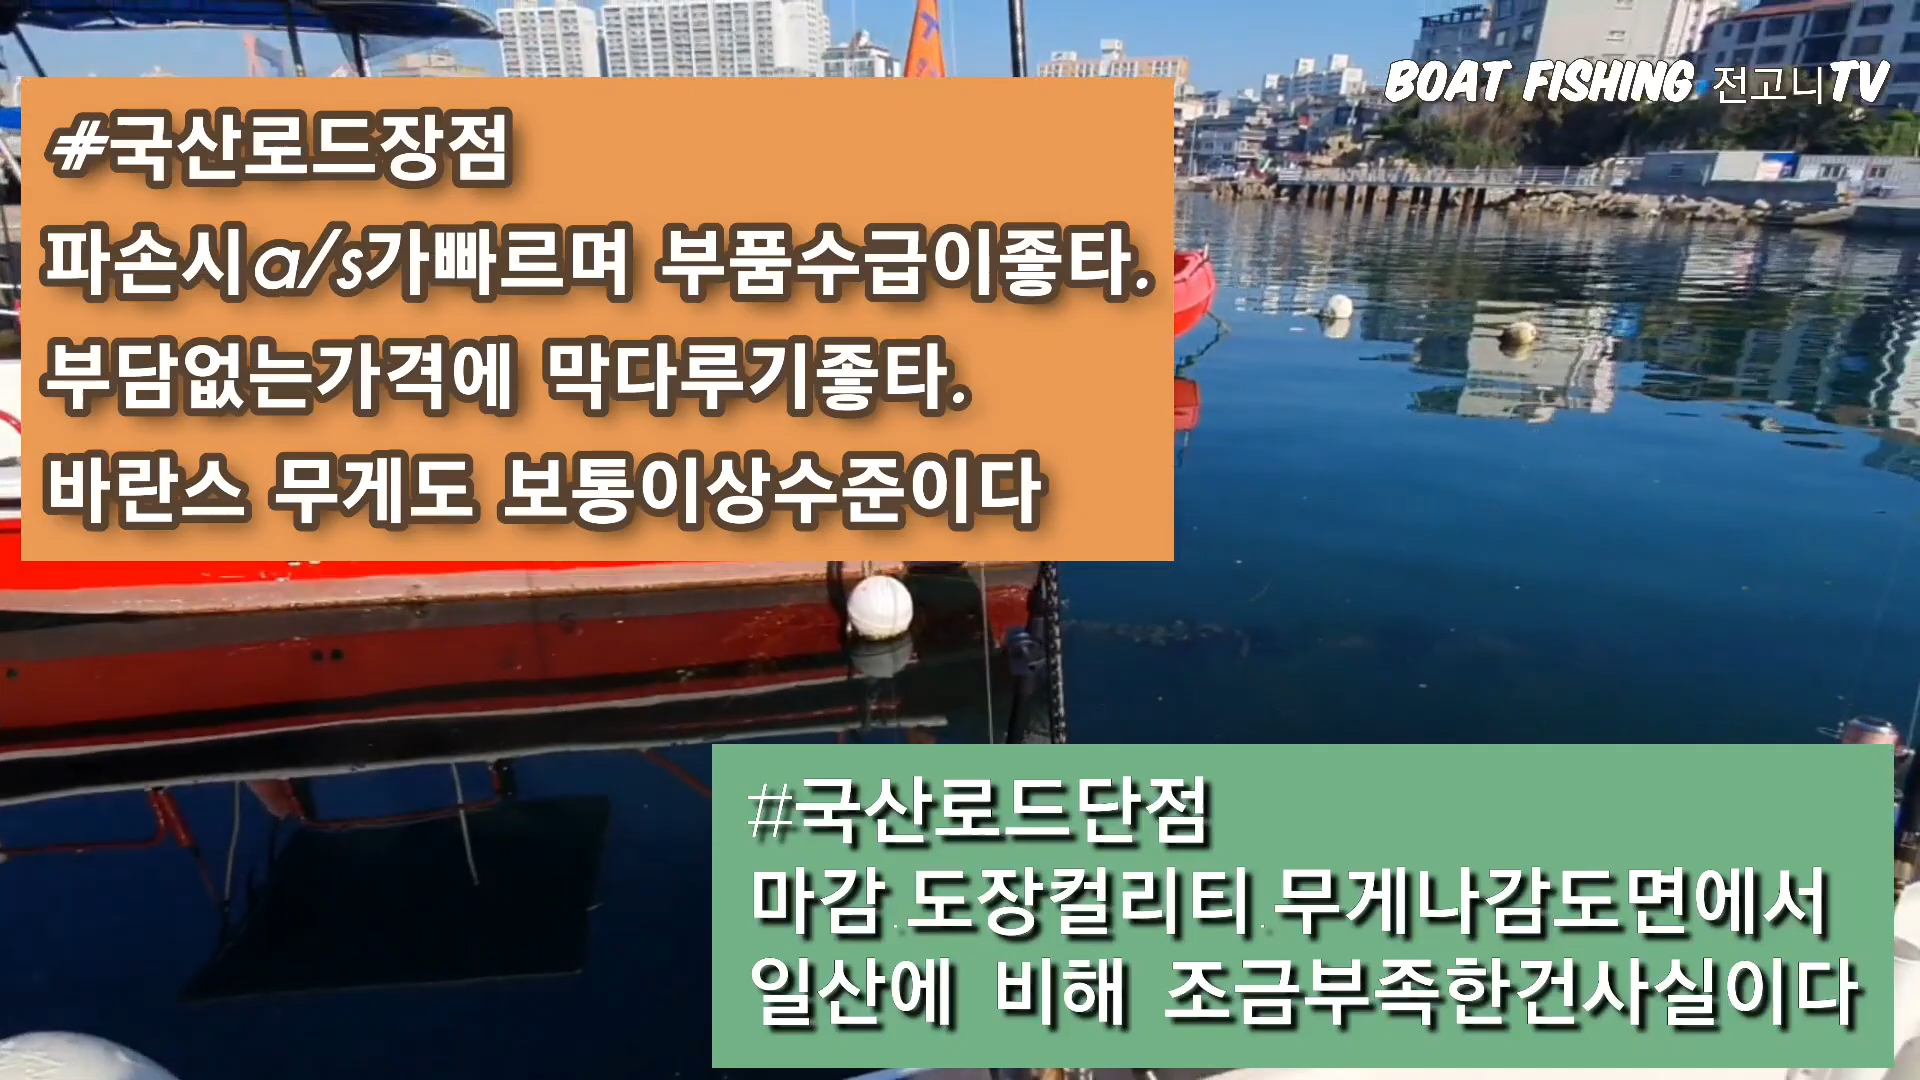 BOAT FISHING 전고니TV
#국산로드장점
파손시a/s가빠르며 부품수급이좋타.
부담없는가격에 막다루기좋타.
바란스 무게도 보통이상수준이다
#국산로드단점
마감.도장컬리티.무게나감도면에서
일산에 비해 조금부족한건사실이다